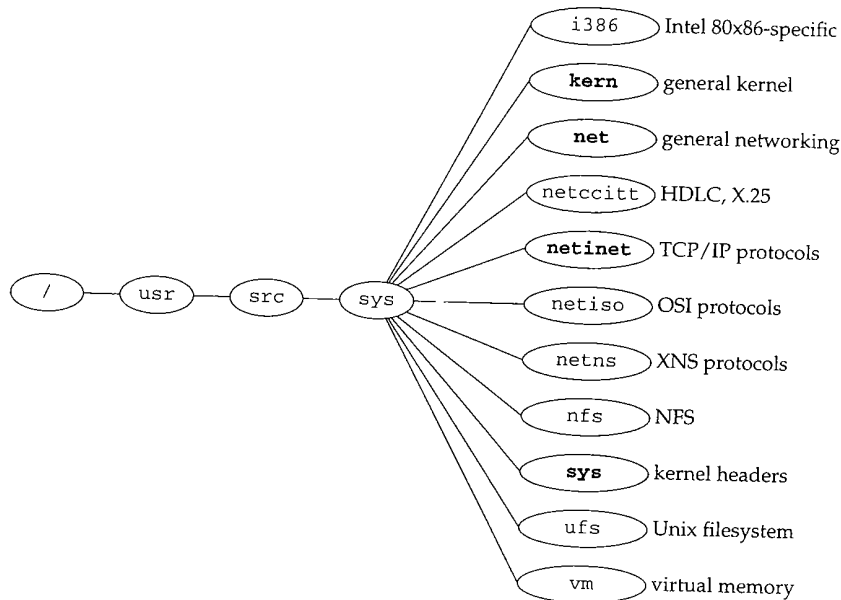 i386 Intel 80x86-specific
kern general kernel
net general networking
netccitt HDLC, X.25
netinet TCP/IP protocols
/ usr src sys netiso OSI protocols
netns XNS protocols
nfs NFS
sys kernel headers
ufs Unix filesystem
vm virtual memory